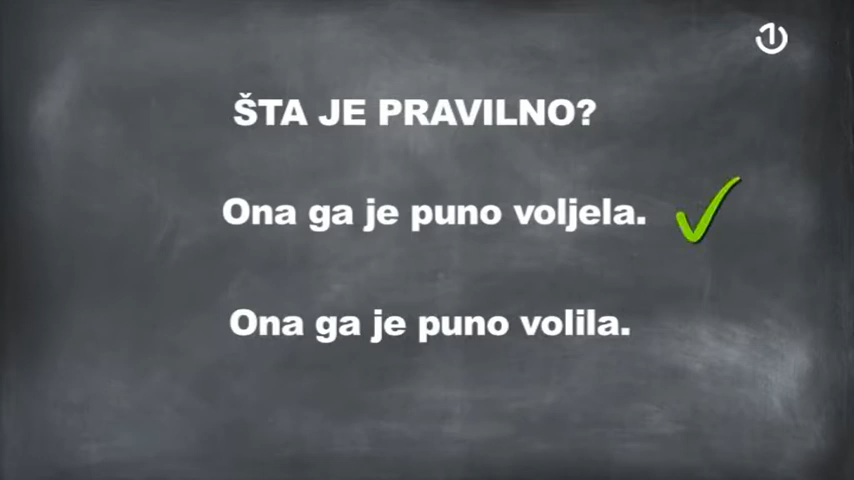 ŠTA JE PRAVILNO?
Ona ga je puno voljela.
Ona ga je puno volila.